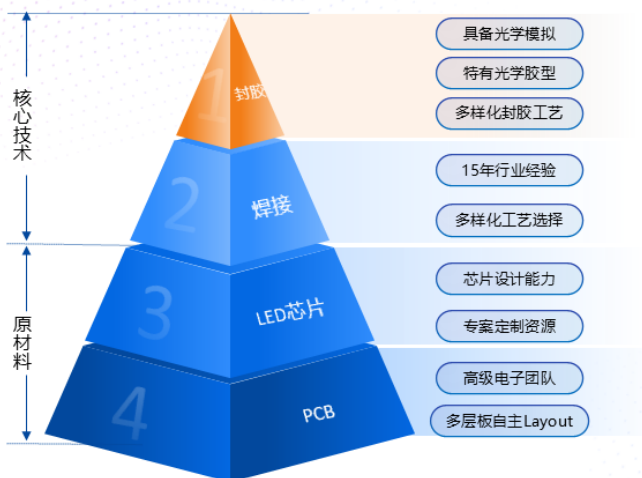 核心技术
原材料
1
封胶
具备光学模拟
特有光学胶型
多样化封胶工艺
2
焊接
15年行业经验
多样化工艺选择
3
LED芯片
芯片设计能力
专案定制资源
4
PCB
高级电子团队
多层板自主Layout